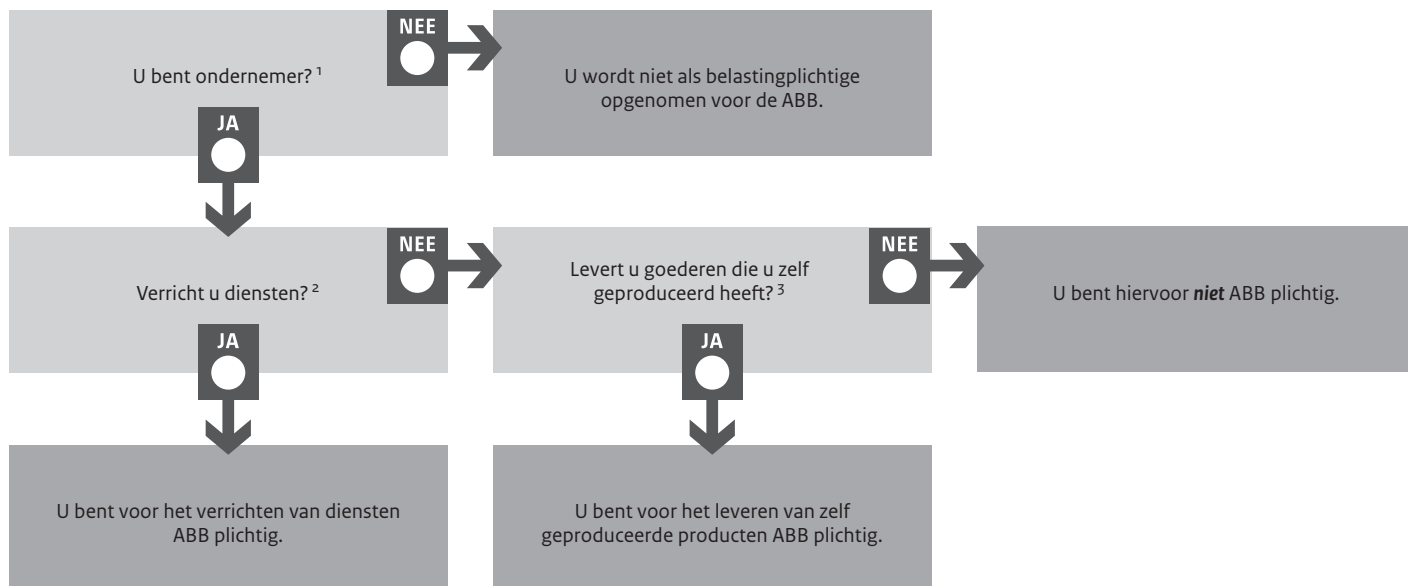 U bent ondernemer? ¹
NEE
JA
U wordt niet als belastingplichtige
opgenomen voor de ABB.
Verricht u diensten? ²
NEE
JA
Levert u goederen die u zelf
geproduceerd heeft? ³
NEE
JA
U bent hiervoor niet ABB plichtig.
U bent voor het verrichten van diensten
ABB plichtig.
U bent voor het leveren van zelf
geproduceerde producten ABB plichtig.